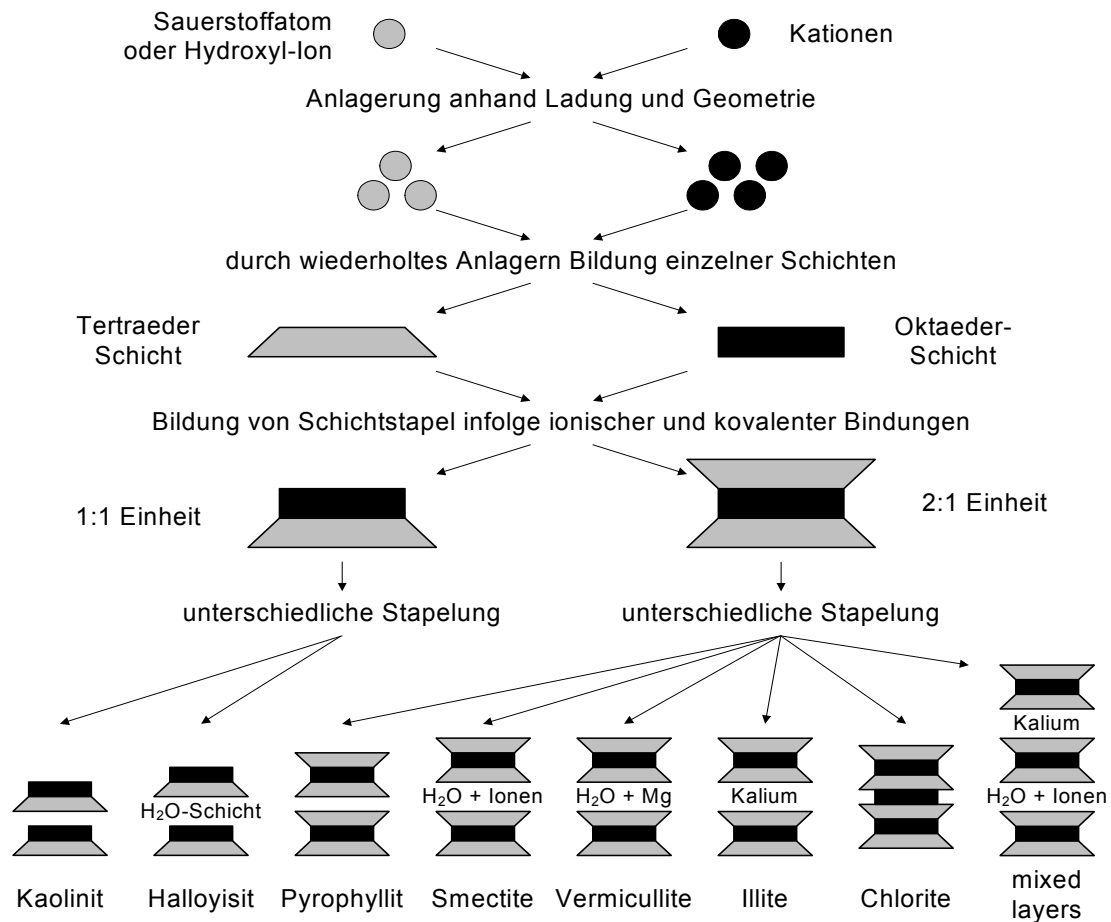 Sauerstoffatom
oder Hydroxyl-Ion
Kationen
Anlagerung anhand Ladung und Geometrie
durch wiederholtes Anlagern Bildung einzelner Schichten
Tertraeder
Schicht
Oktaeder-
Schicht
Bildung von Schichtstapel infolge ionischer und kovalenter Bindungen
1:1 Einheit
2:1 Einheit
unterschiedliche Stapelung
unterschiedliche Stapelung
Kalium
H₂O-Schicht
H₂O + Ionen
H₂O + Mg
Kalium
H₂O + Ionen
Kaolinit
Halloyisit
Pyrophyllit
Smectite
Vermicullite
Illite
Chlorite
mixed
layers